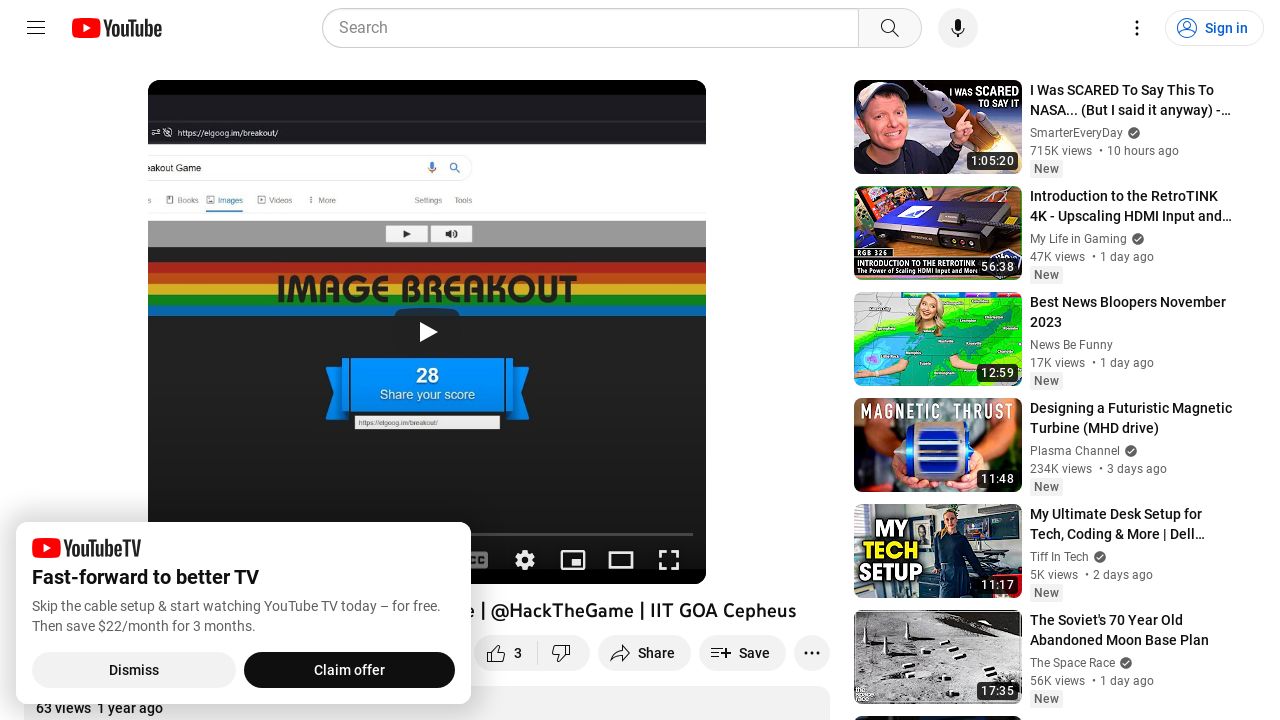 YouTube
Search
Sign in
https://elgoog.im/breakout/
eakout Game
Books
Images
Videos
More
Settings
Tools
IMAGE BREAKOUT
28
Share your score
https://elgoog.im/breakout/
e | @HackTheGame | IIT GOA Cepheus
3
Share
Save
63 views 1 year ago
YouTubeTV
Fast-forward to better TV
Skip the cable setup & start watching YouTube TV today – for free.
Then save $22/month for 3 months.
Dismiss
Claim offer
I WAS SCARED
TO SAY IT
1:05:20
I Was SCARED To Say This To
NASA... (But I said it anyway) -…
SmarterEveryDay
715K views • 10 hours ago
New
RGB 326
INTRODUCTION TO THE RETROTINK
The Power of Scaling HDMI Input and More
56:38
Introduction to the RetroTINK
4K - Upscaling HDMI Input and…
My Life in Gaming
47K views • 1 day ago
New
12:59
Best News Bloopers November
2023
News Be Funny
17K views • 1 day ago
New
MAGNETIC THRUST
11:48
Designing a Futuristic Magnetic
Turbine (MHD drive)
Plasma Channel
234K views • 3 days ago
New
MY
TECH
SETUP
11:17
My Ultimate Desk Setup for
Tech, Coding & More | Dell…
Tiff In Tech
5K views • 2 days ago
New
the
space
race
17:35
The Soviet's 70 Year Old
Abandoned Moon Base Plan
The Space Race
56K views • 1 day ago
New